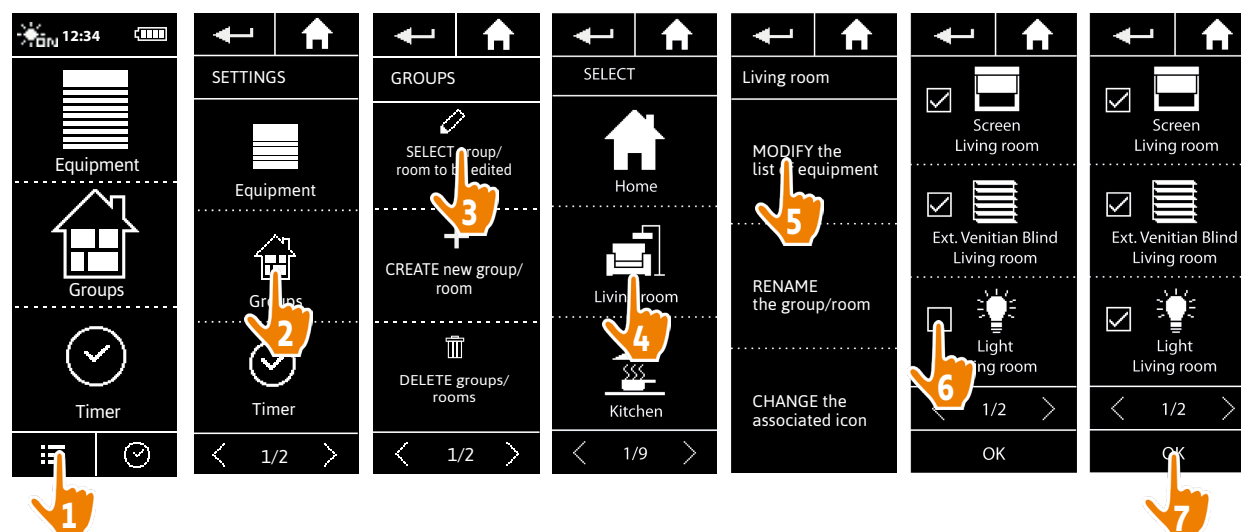 ON 12:34
Equipment
Groups
Timer
1
SETTINGS
Equipment
Groups
2
Timer
1/2
GROUPS
SELECT group/
room to be edited
3
CREATE new group/
room
DELETE groups/
rooms
1/2
SELECT
Home
Living room
4
Kitchen
1/9
Living room
MODIFY the
list of equipment
5
RENAME
the group/room
CHANGE the
associated icon
Screen
Living room
Ext. Venitian Blind
Living room
Light
Living room
6
1/2
OK
Screen
Living room
Ext. Venitian Blind
Living room
Light
Living room
1/2
OK
7